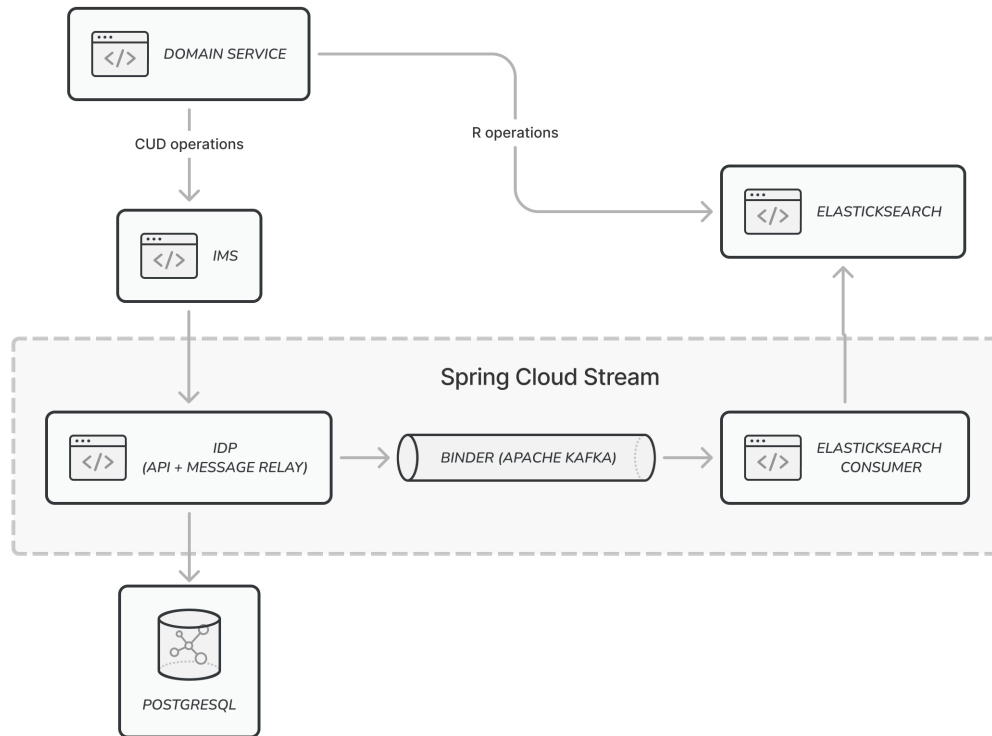 DOMAIN SERVICE
CUD operations
R operations
ELASTICKSEARCH
IMS
Spring Cloud Stream
IDP
(API + MESSAGE RELAY)
BINDER (APACHE KAFKA)
ELASTICKSEARCH
CONSUMER
POSTGRESQL